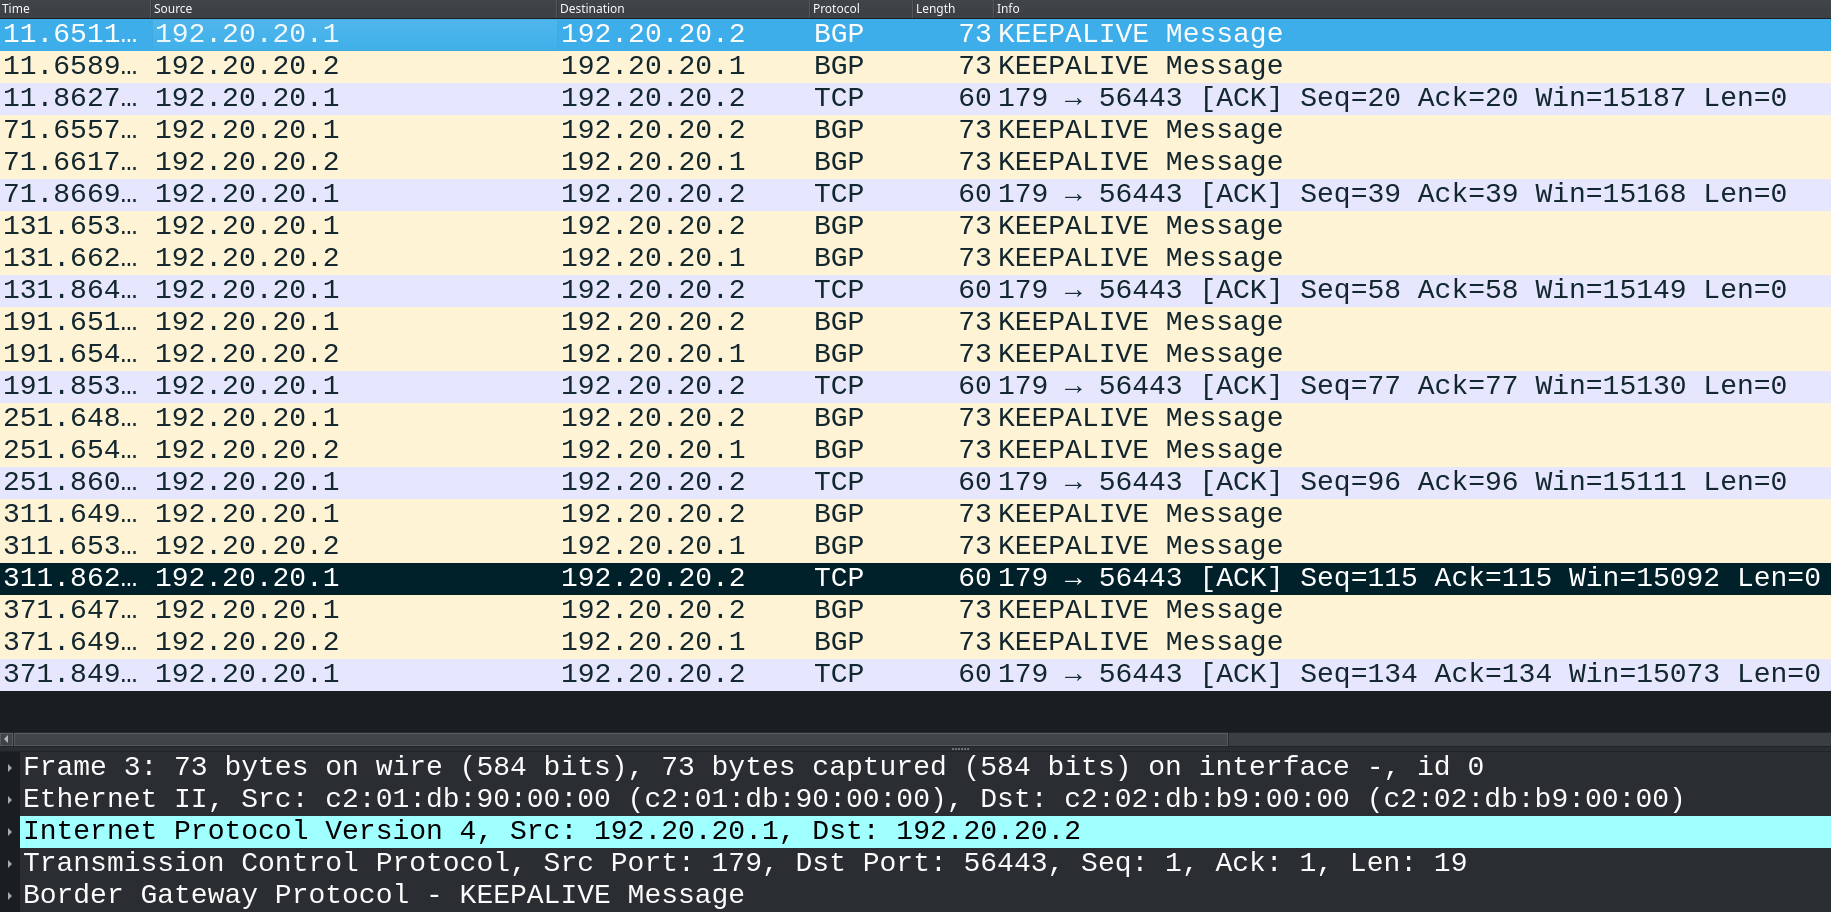 Time Source Destination Protocol Length Info
11.6511… 192.20.20.1 192.20.20.2 BGP 73 KEEPALIVE Message
11.6589… 192.20.20.2 192.20.20.1 BGP 73 KEEPALIVE Message
11.8627… 192.20.20.1 192.20.20.2 TCP 60 179 → 56443 [ACK] Seq=20 Ack=20 Win=15187 Len=0
71.6557… 192.20.20.1 192.20.20.2 BGP 73 KEEPALIVE Message
71.6617… 192.20.20.2 192.20.20.1 BGP 73 KEEPALIVE Message
71.8669… 192.20.20.1 192.20.20.2 TCP 60 179 → 56443 [ACK] Seq=39 Ack=39 Win=15168 Len=0
131.653… 192.20.20.1 192.20.20.2 BGP 73 KEEPALIVE Message
131.662… 192.20.20.2 192.20.20.1 BGP 73 KEEPALIVE Message
131.864… 192.20.20.1 192.20.20.2 TCP 60 179 → 56443 [ACK] Seq=58 Ack=58 Win=15149 Len=0
191.651… 192.20.20.1 192.20.20.2 BGP 73 KEEPALIVE Message
191.654… 192.20.20.2 192.20.20.1 BGP 73 KEEPALIVE Message
191.853… 192.20.20.1 192.20.20.2 TCP 60 179 → 56443 [ACK] Seq=77 Ack=77 Win=15130 Len=0
251.648… 192.20.20.1 192.20.20.2 BGP 73 KEEPALIVE Message
251.654… 192.20.20.2 192.20.20.1 BGP 73 KEEPALIVE Message
251.860… 192.20.20.1 192.20.20.2 TCP 60 179 → 56443 [ACK] Seq=96 Ack=96 Win=15111 Len=0
311.649… 192.20.20.1 192.20.20.2 BGP 73 KEEPALIVE Message
311.653… 192.20.20.2 192.20.20.1 BGP 73 KEEPALIVE Message
311.862… 192.20.20.1 192.20.20.2 TCP 60 179 → 56443 [ACK] Seq=115 Ack=115 Win=15092 Len=0
371.647… 192.20.20.1 192.20.20.2 BGP 73 KEEPALIVE Message
371.649… 192.20.20.2 192.20.20.1 BGP 73 KEEPALIVE Message
371.849… 192.20.20.1 192.20.20.2 TCP 60 179 → 56443 [ACK] Seq=134 Ack=134 Win=15073 Len=0
Frame 3: 73 bytes on wire (584 bits), 73 bytes captured (584 bits) on interface -, id 0
Ethernet II, Src: c2:01:db:90:00:00 (c2:01:db:90:00:00), Dst: c2:02:db:b9:00:00 (c2:02:db:b9:00:00)
Internet Protocol Version 4, Src: 192.20.20.1, Dst: 192.20.20.2
Transmission Control Protocol, Src Port: 179, Dst Port: 56443, Seq: 1, Ack: 1, Len: 19
Border Gateway Protocol - KEEPALIVE Message